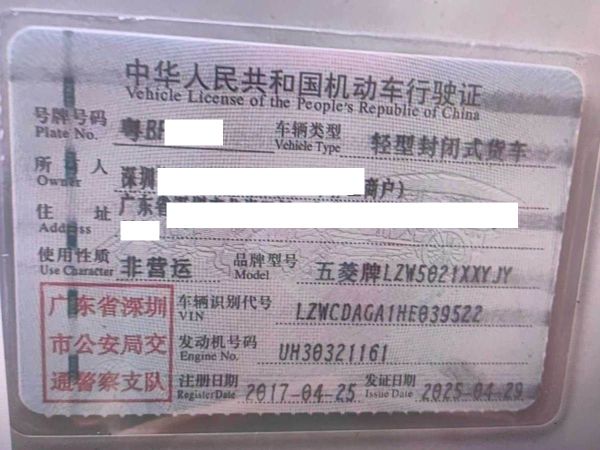 中华人民共和国机动车行驶证
Vehicle License of the People's Republic of China
号牌号码 粤B 车辆类型 轻型封闭式货车
Plate No. Vehicle Type
所有人 深圳 商户)
Owner
住址 广东省
Address
使用性质 非营运 品牌型号 五菱牌LZW5021XXYJY
Use Character Model
广东省深圳 车辆识别代号 LZWCDAGA1HE039522
VIN
市公安局交 发动机号码 UH30321161
Engine No.
通警察支队 注册日期 2017-04-25 发证日期 2025-04-29
Register Date Issue Date